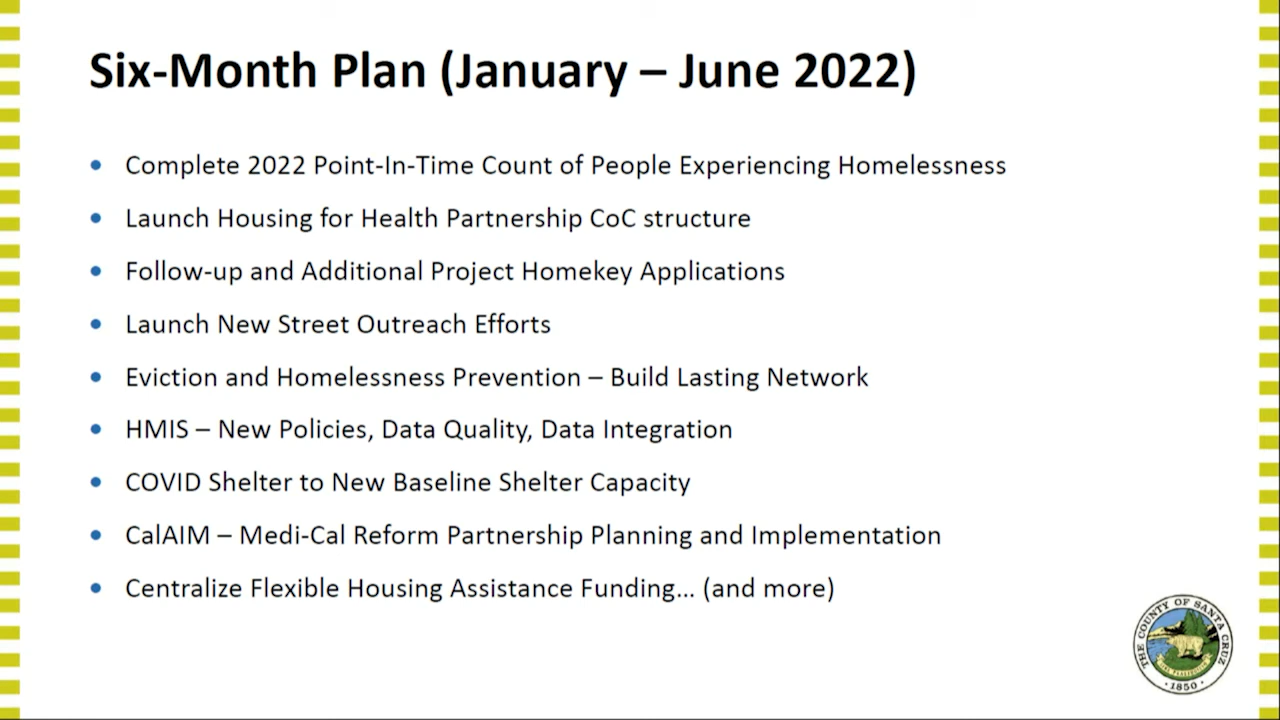 Six-Month Plan (January – June 2022)
• Complete 2022 Point-In-Time Count of People Experiencing Homelessness
• Launch Housing for Health Partnership CoC structure
• Follow-up and Additional Project Homekey Applications
• Launch New Street Outreach Efforts
• Eviction and Homelessness Prevention – Build Lasting Network
• HMIS – New Policies, Data Quality, Data Integration
• COVID Shelter to New Baseline Shelter Capacity
• CalAIM – Medi-Cal Reform Partnership Planning and Implementation
• Centralize Flexible Housing Assistance Funding... (and more)
THE COUNTY OF SANTA CRUZ
· 1850 ·